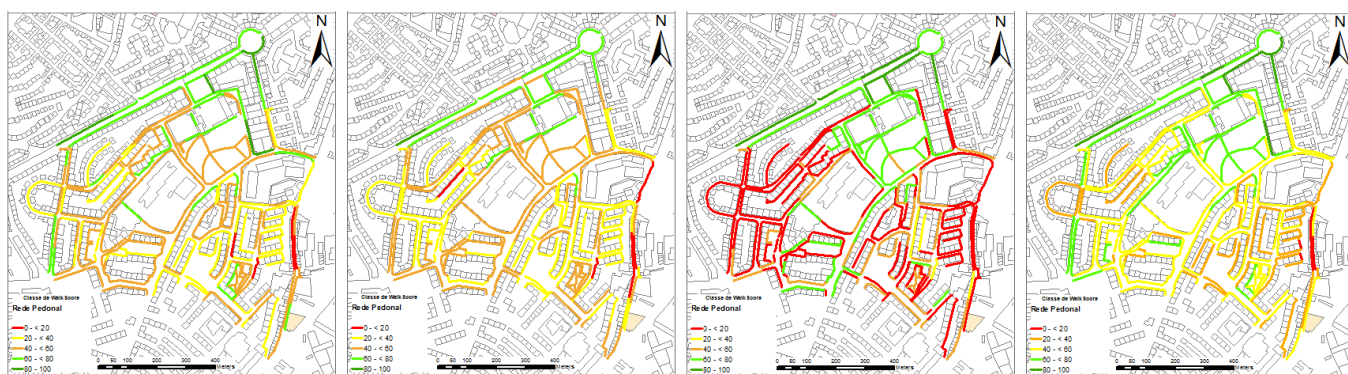 N
Classe de Walk Score
Rede Pedonal
0 - < 20
20 - < 40
40 - < 60
60 - < 80
80 - 100
0 50 100 200 300 400
Meters
N
Classe de Walk Score
Rede Pedonal
0 - < 20
20 - < 40
40 - < 60
60 - < 80
80 - 100
0 50 100 200 300 400
Meters
N
Classe de Walk Score
Rede Pedonal
0 - < 20
20 - < 40
40 - < 60
60 - < 80
80 - 100
0 50 100 200 300 400
Meters
N
Classe de Walk Score
Rede Pedonal
0 - < 20
20 - < 40
40 - < 60
60 - < 80
80 - 100
0 50 100 200 300 400
Meters